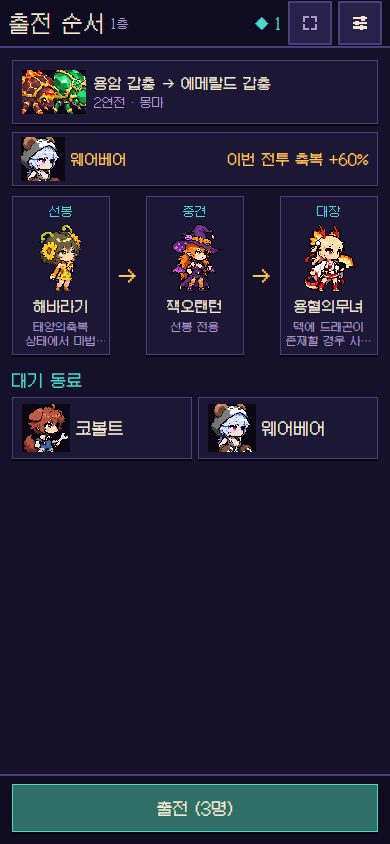 출전 순서 1층 ◆ 1
용암 갑충 → 에메랄드 갑충
2연전 · 몽마
웨어베어 이번 전투 축복 +60%
선봉
해바라기
태양의축복
상태에서 마법…
→
중견
잭오랜턴
선봉 전용
→
대장
용혈의무녀
덱에 드래곤이
존재할 경우 사…
대기 동료
코볼트
웨어베어
출전 (3명)